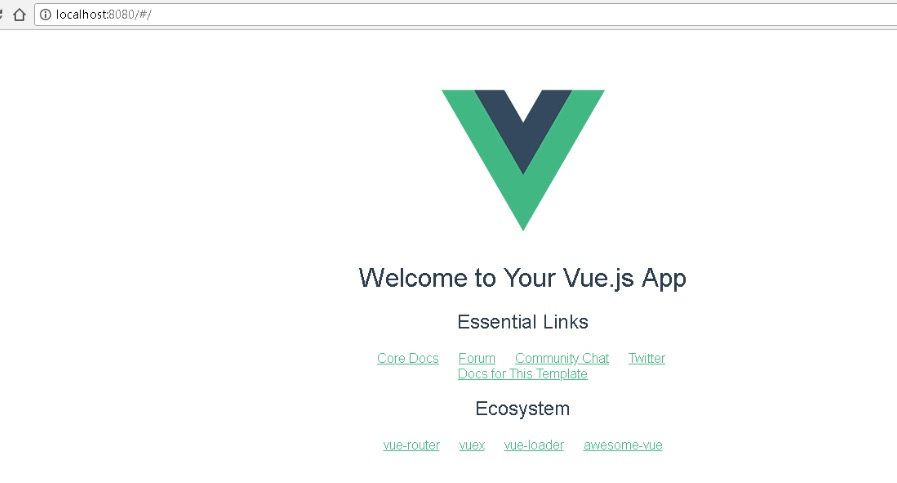 localhost:8080/#/
Welcome to Your Vue.js App
Essential Links
Core Docs Forum Community Chat Twitter
Docs for This Template
Ecosystem
vue-router vuex vue-loader awesome-vue